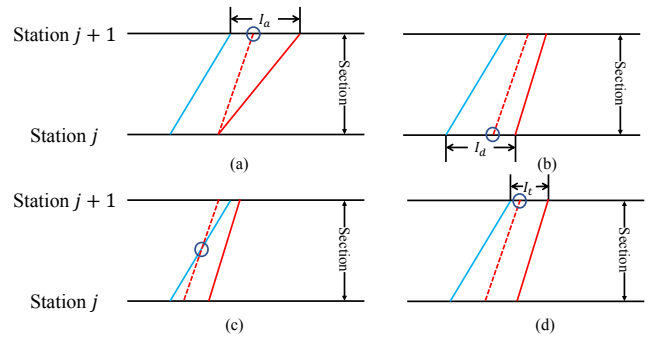 Station j + 1
I_a
Section
Station j
(a)
I_d
Section
(b)
Station j + 1
Section
Station j
(c)
I_t
Section
(d)